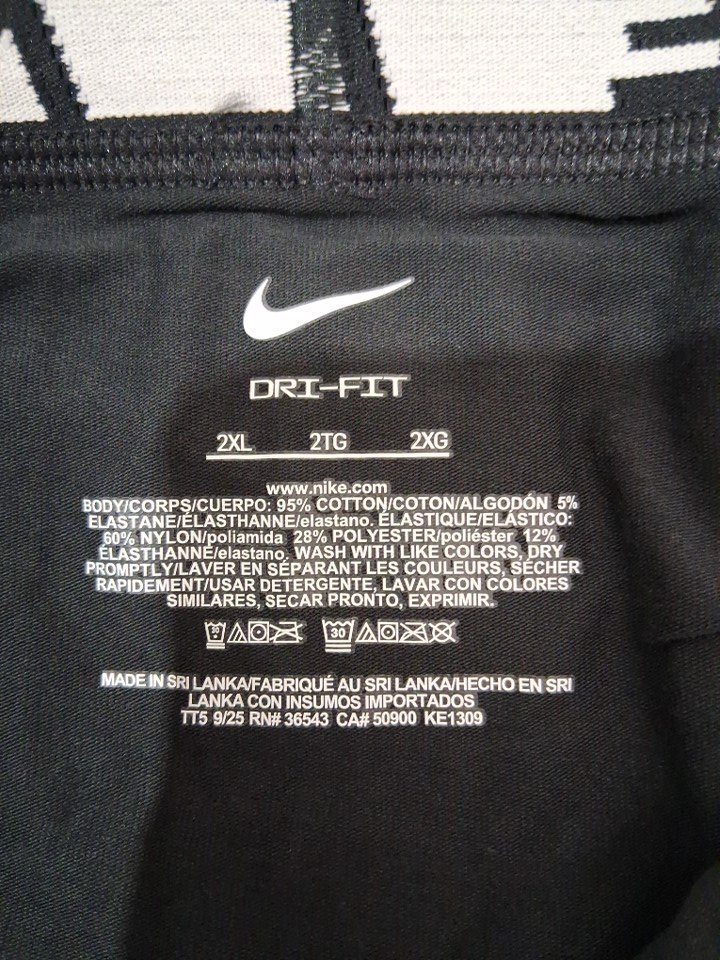 DRI-FIT
2XL 2TG 2XG
www.nike.com
BODY/CORPS/CUERPO: 95% COTTON/COTON/ALGODÓN 5%
ELASTANE/ÉLASTHANNE/elastano. ÉLASTIQUE/ELÁSTICO:
60% NYLON/poliamida 28% POLYESTER/poliéster 12%
ÉLASTHANNE/elastano. WASH WITH LIKE COLORS, DRY
PROMPTLY/LAVER EN SÉPARANT LES COULEURS, SÉCHER
RAPIDEMENT/USAR DETERGENTE, LAVAR CON COLORES
SIMILARES, SECAR PRONTO, EXPRIMIR.
30 30
MADE IN SRI LANKA/FABRIQUÉ AU SRI LANKA/HECHO EN SRI
LANKA CON INSUMOS IMPORTADOS
TT5 9/25 RN# 36543 CA# 50900 KE1309